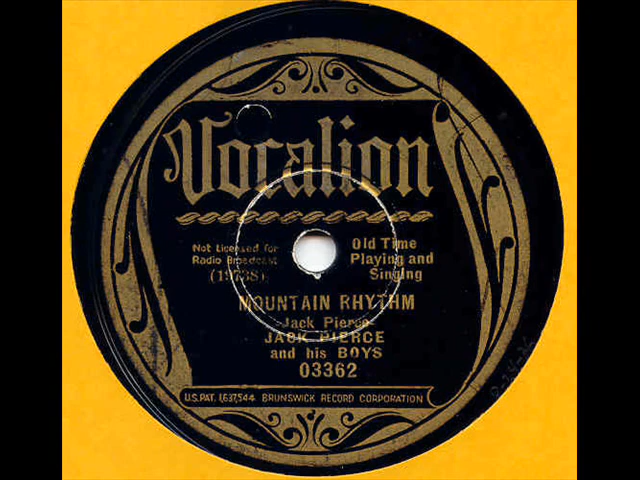 Vocalion
Not Licensed for
Radio Broadcast
(19738)
Old Time
Playing and
Singing
MOUNTAIN RHYTHM
-Jack Pierce-
JACK PIERCE
and his BOYS
03362
U.S. PAT. 1,637,544 BRUNSWICK RECORD CORPORATION